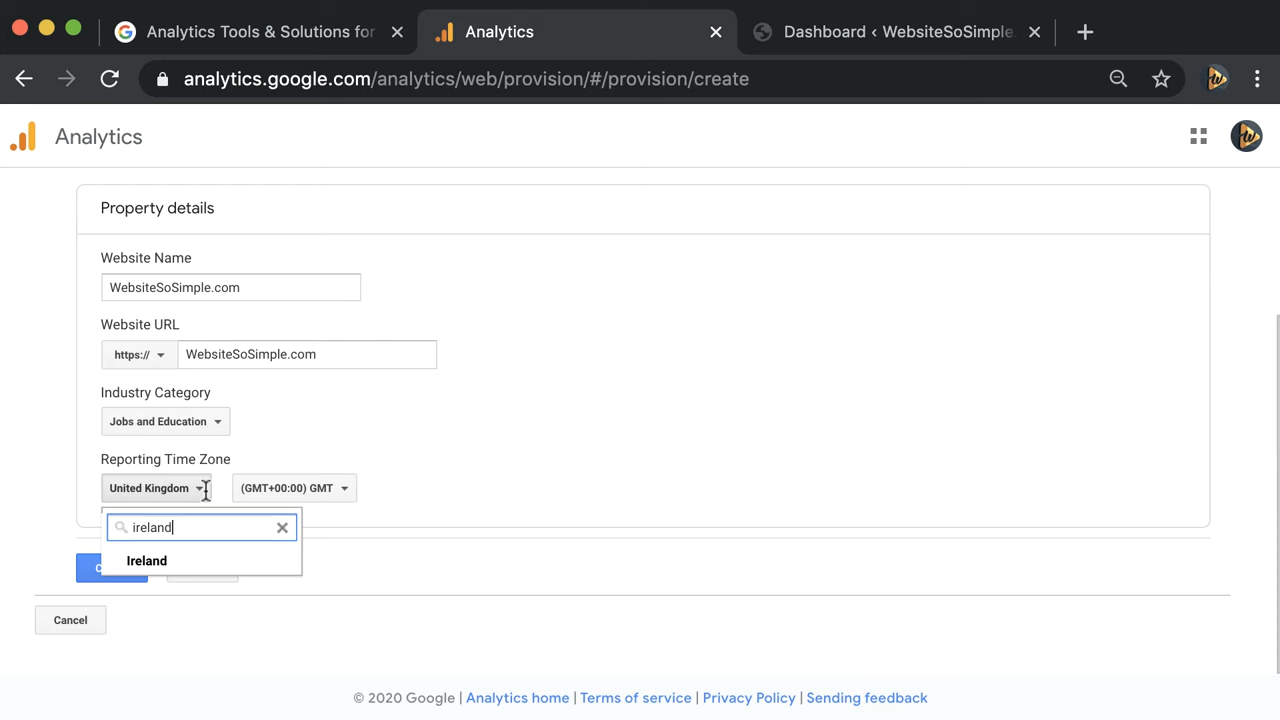 Analytics Tools & Solutions for
Analytics
Dashboard ‹ WebsiteSoSimple.
analytics.google.com/analytics/web/provision/#/provision/create
Analytics
Property details
Website Name
WebsiteSoSimple.com
Website URL
https:// WebsiteSoSimple.com
Industry Category
Jobs and Education
Reporting Time Zone
United Kingdom (GMT+00:00) GMT
ireland
Ireland
Cancel
© 2020 Google | Analytics home | Terms of service | Privacy Policy | Sending feedback